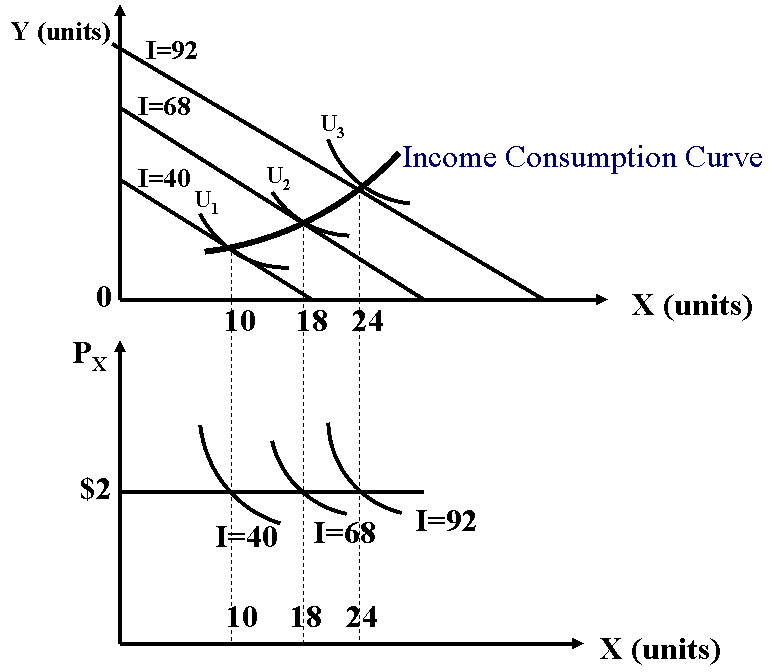 Y (units)
I=92
I=68
U3
Income Consumption Curve
I=40
U2
U1
0
10 18 24
X (units)
PX
$2
I=40 I=68 I=92
10 18 24
X (units)